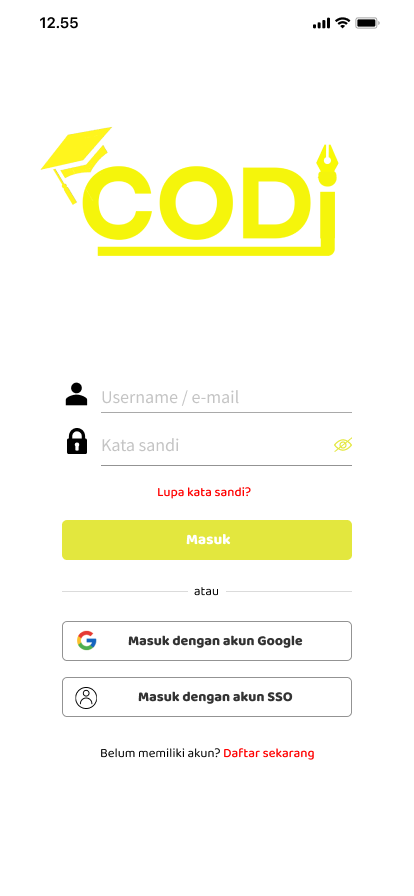 12.55
CODi
Username / e-mail
Kata sandi
Lupa kata sandi?
Masuk
atau
Masuk dengan akun Google
Masuk dengan akun SSO
Belum memiliki akun? Daftar sekarang